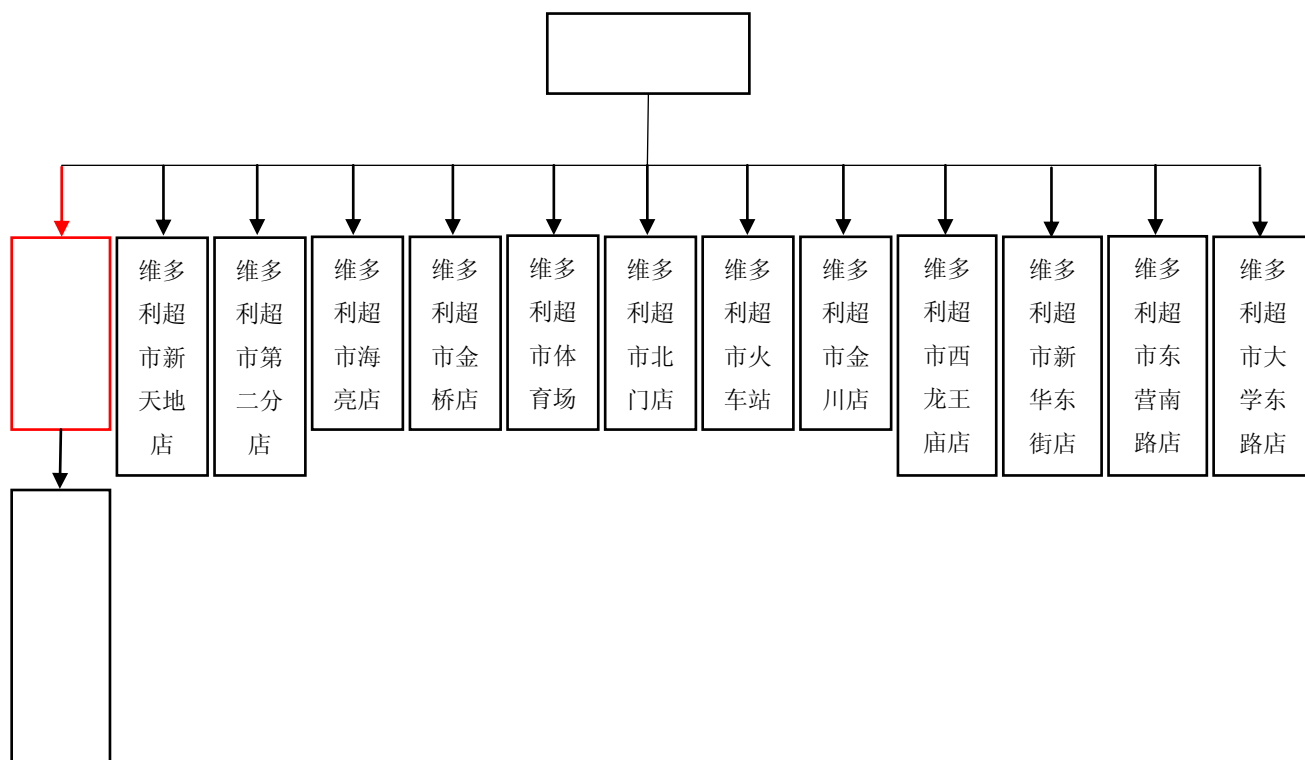 维多
利超
市新
天地
店
维多
利超
市第
二分
店
维多
利超
市海
亮店
维多
利超
市金
桥店
维多
利超
市体
育场
维多
利超
市北
门店
维多
利超
市火
车站
维多
利超
市金
川店
维多
利超
市西
龙王
庙店
维多
利超
市新
华东
街店
维多
利超
市东
营南
路店
维多
利超
市大
学东
路店